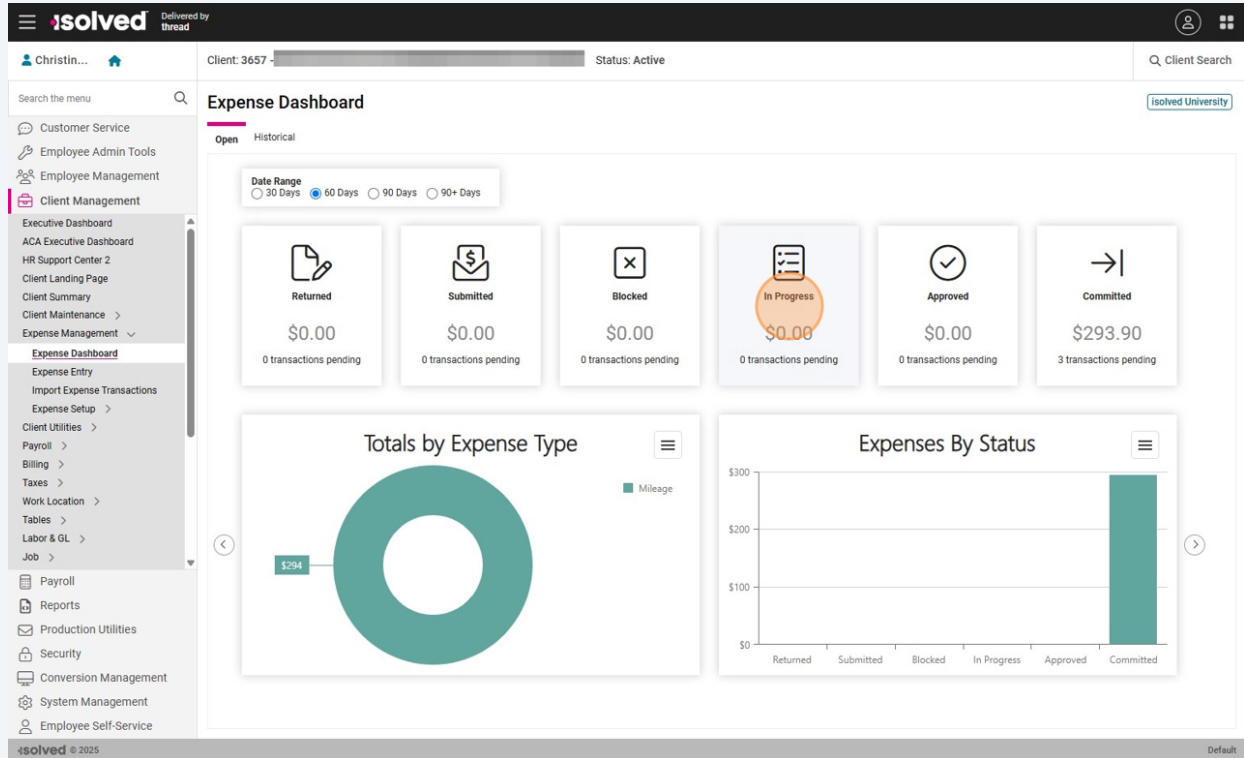 isolved Delivered by
thread
Christin...
Client: 3657 - Status: Active
Client Search
Search the menu
Customer Service
Employee Admin Tools
Employee Management
Client Management
Executive Dashboard
ACA Executive Dashboard
HR Support Center 2
Client Landing Page
Client Summary
Client Maintenance >
Expense Management
Expense Dashboard
Expense Entry
Import Expense Transactions
Expense Setup >
Client Utilities >
Payroll >
Billing >
Taxes >
Work Location >
Tables >
Labor & GL >
Job >
Payroll
Reports
Production Utilities
Security
Conversion Management
System Management
Employee Self-Service
Expense Dashboard
isolved University
Open Historical
Date Range
30 Days 60 Days 90 Days 90+ Days
Returned
$0.00
0 transactions pending
Submitted
$0.00
0 transactions pending
Blocked
$0.00
0 transactions pending
In Progress
$0.00
0 transactions pending
Approved
$0.00
0 transactions pending
Committed
$293.90
3 transactions pending
Totals by Expense Type
Mileage
$294
Expenses By Status
$300
$200
$100
$0
Returned Submitted Blocked In Progress Approved Committed
isolved © 2025
Default